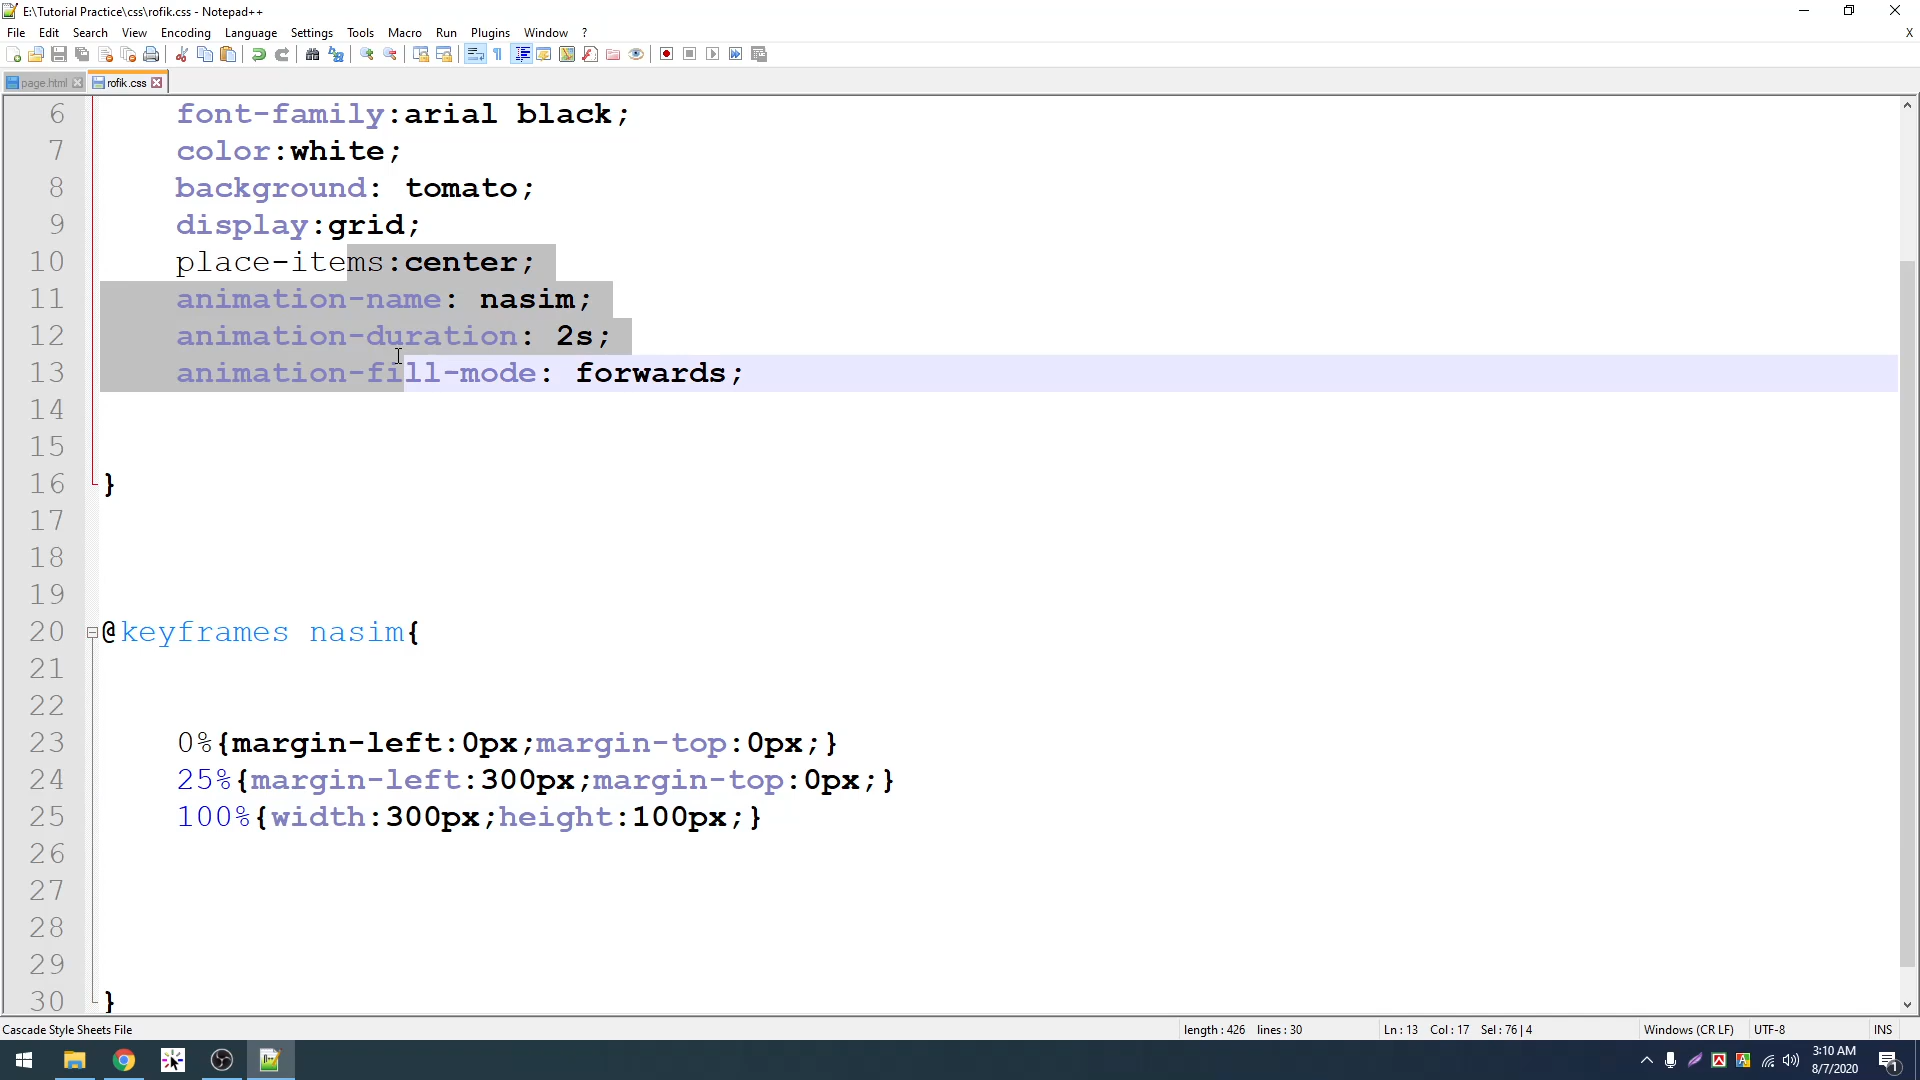 E:\Tutorial Practice\css\rofik.css - Notepad++
File Edit Search View Encoding Language Settings Tools Macro Run Plugins Window ? X
page.html rofik.css
6 font-family:arial black;
7 color:white;
8 background: tomato;
9 display:grid;
10 place-items:center;
11 animation-name: nasim;
12 animation-duration: 2s;
13 animation-fill-mode: forwards;
14
15
16 }
17
18
19
20 @keyframes nasim{
21
22
23 0%{margin-left:0px;margin-top:0px;}
24 25%{margin-left:300px;margin-top:0px;}
25 100%{width:300px;height:100px;}
26
27
28
29
30 }
Cascade Style Sheets File length : 426 lines : 30 Ln : 13 Col : 17 Sel : 76 | 4 Windows (CR LF) UTF-8 INS
3:10 AM
8/7/2020
1